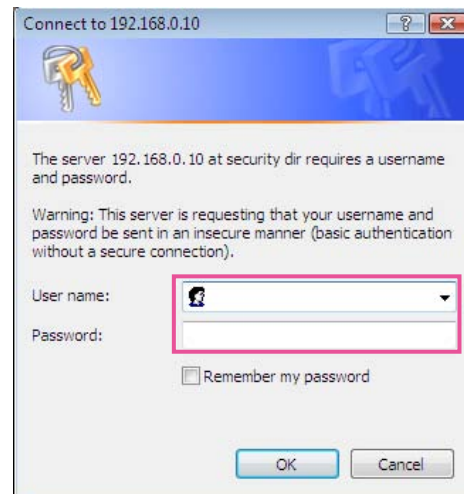 Connect to 192.168.0.10
?
The server 192.168.0.10 at security dir requires a username
and password.
Warning: This server is requesting that your username and
password be sent in an insecure manner (basic authentication
without a secure connection).
User name:
Password:
Remember my password
OK
Cancel